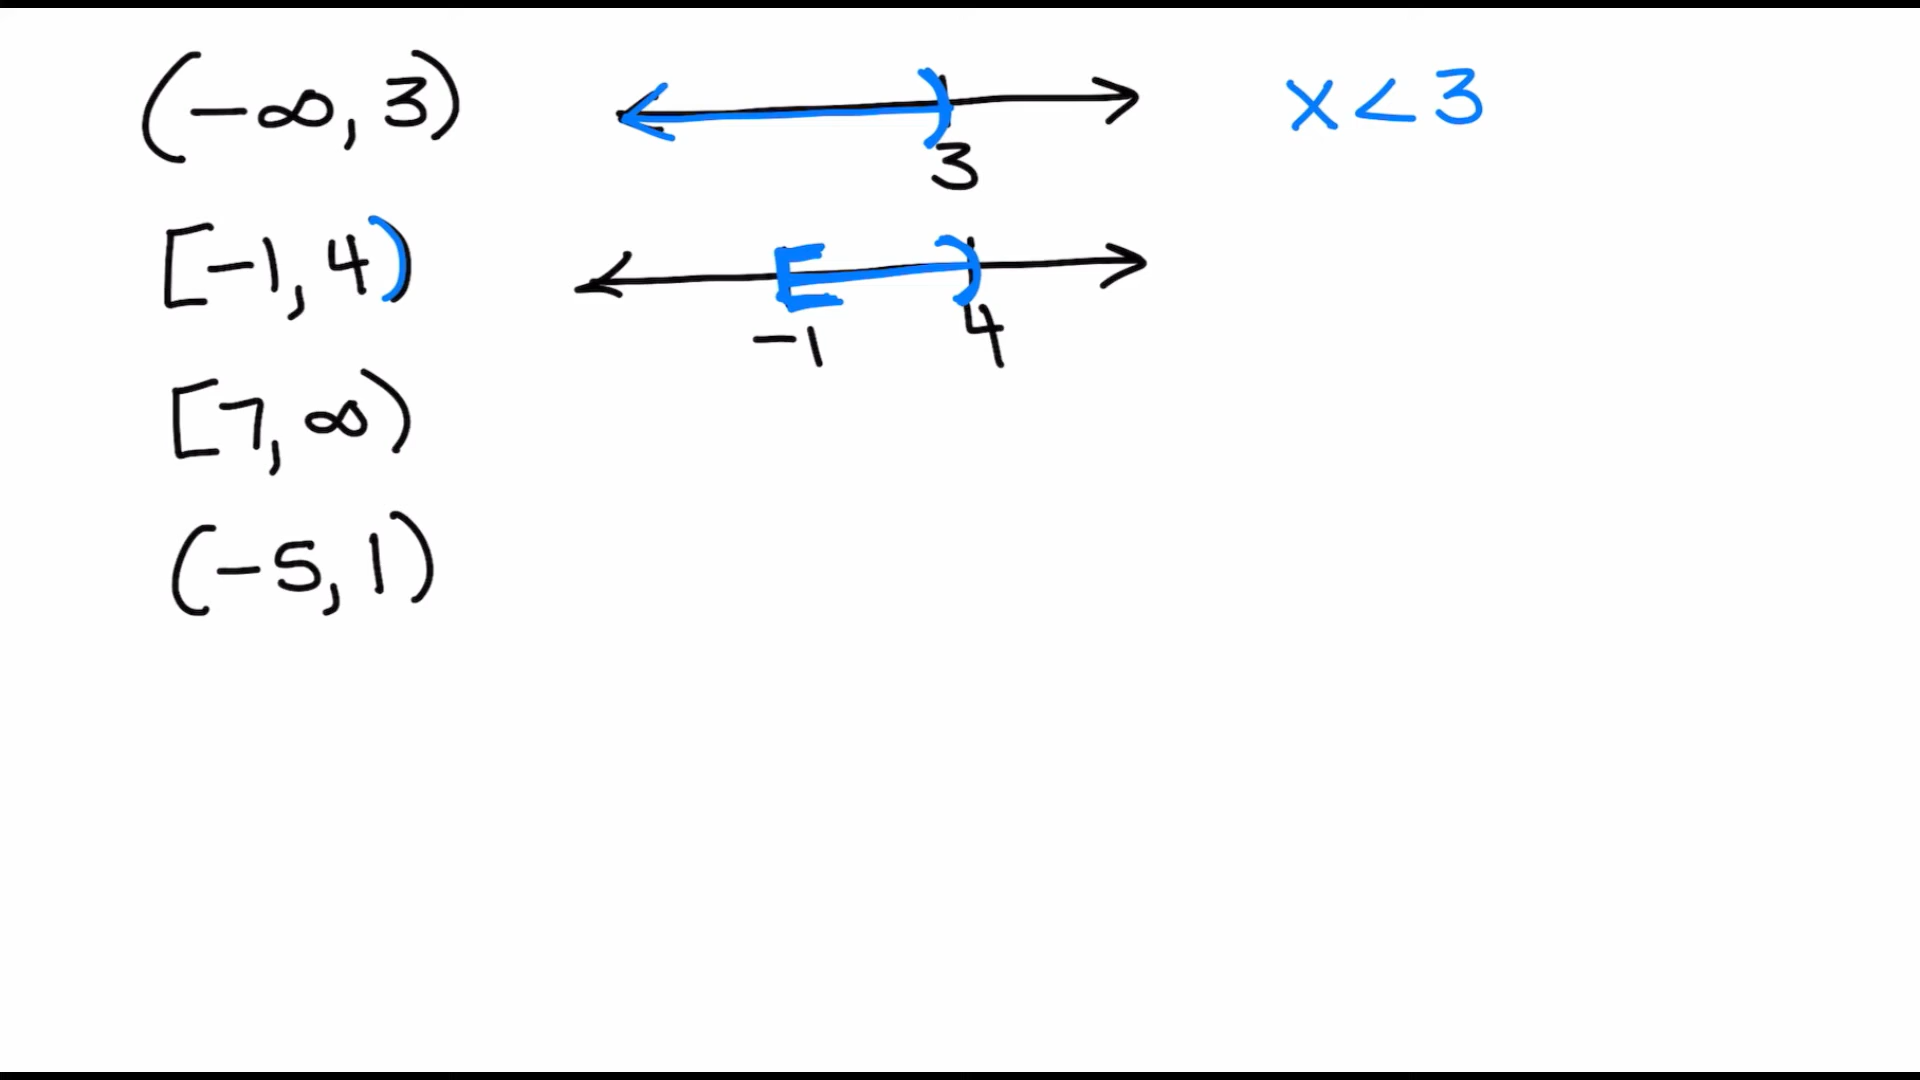 (-∞, 3) 3 x < 3
[-1, 4) -1 4
[7, ∞)
(-5, 1)